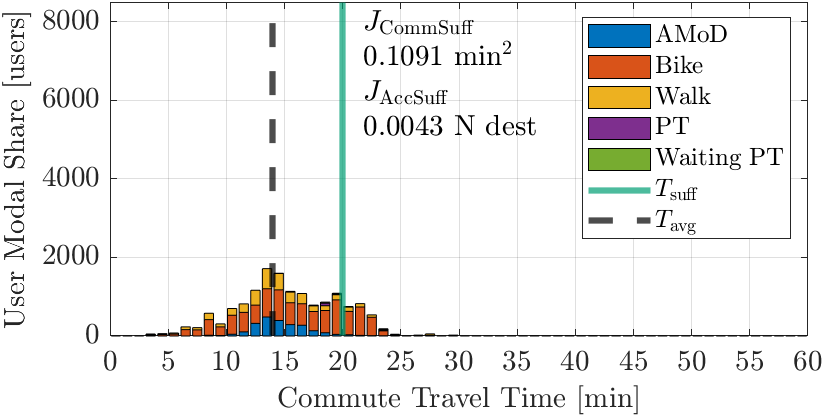 8000
6000
4000
2000
0
User Modal Share [users]
J_CommSuff
0.1091 min²
J_AccSuff
0.0043 N dest
AMoD
Bike
Walk
PT
Waiting PT
T_suff
T_avg
0 5 10 15 20 25 30 35 40 45 50 55 60
Commute Travel Time [min]